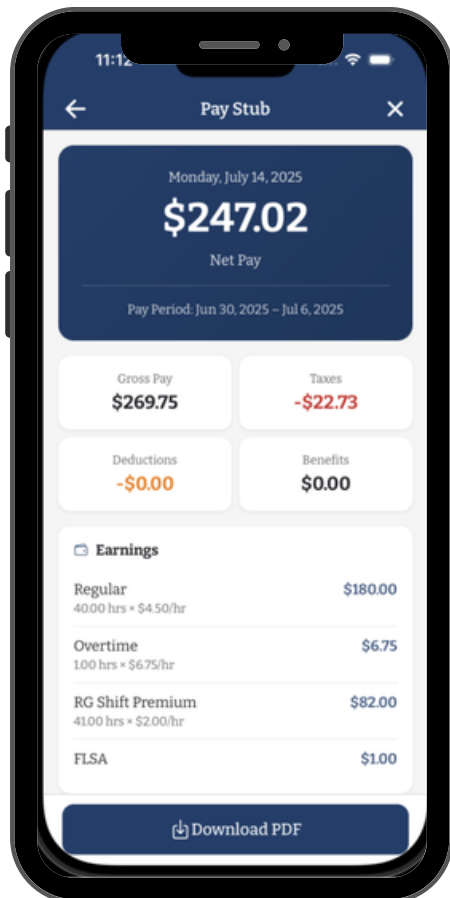 11:12
Pay Stub
Monday, July 14, 2025
$247.02
Net Pay
Pay Period: Jun 30, 2025 – Jul 6, 2025
Gross Pay
$269.75
Taxes
-$22.73
Deductions
-$0.00
Benefits
$0.00
Earnings
Regular
$180.00
40.00 hrs × $4.50/hr
Overtime
$6.75
1.00 hrs × $6.75/hr
RG Shift Premium
$82.00
41.00 hrs × $2.00/hr
FLSA
$1.00
Download PDF